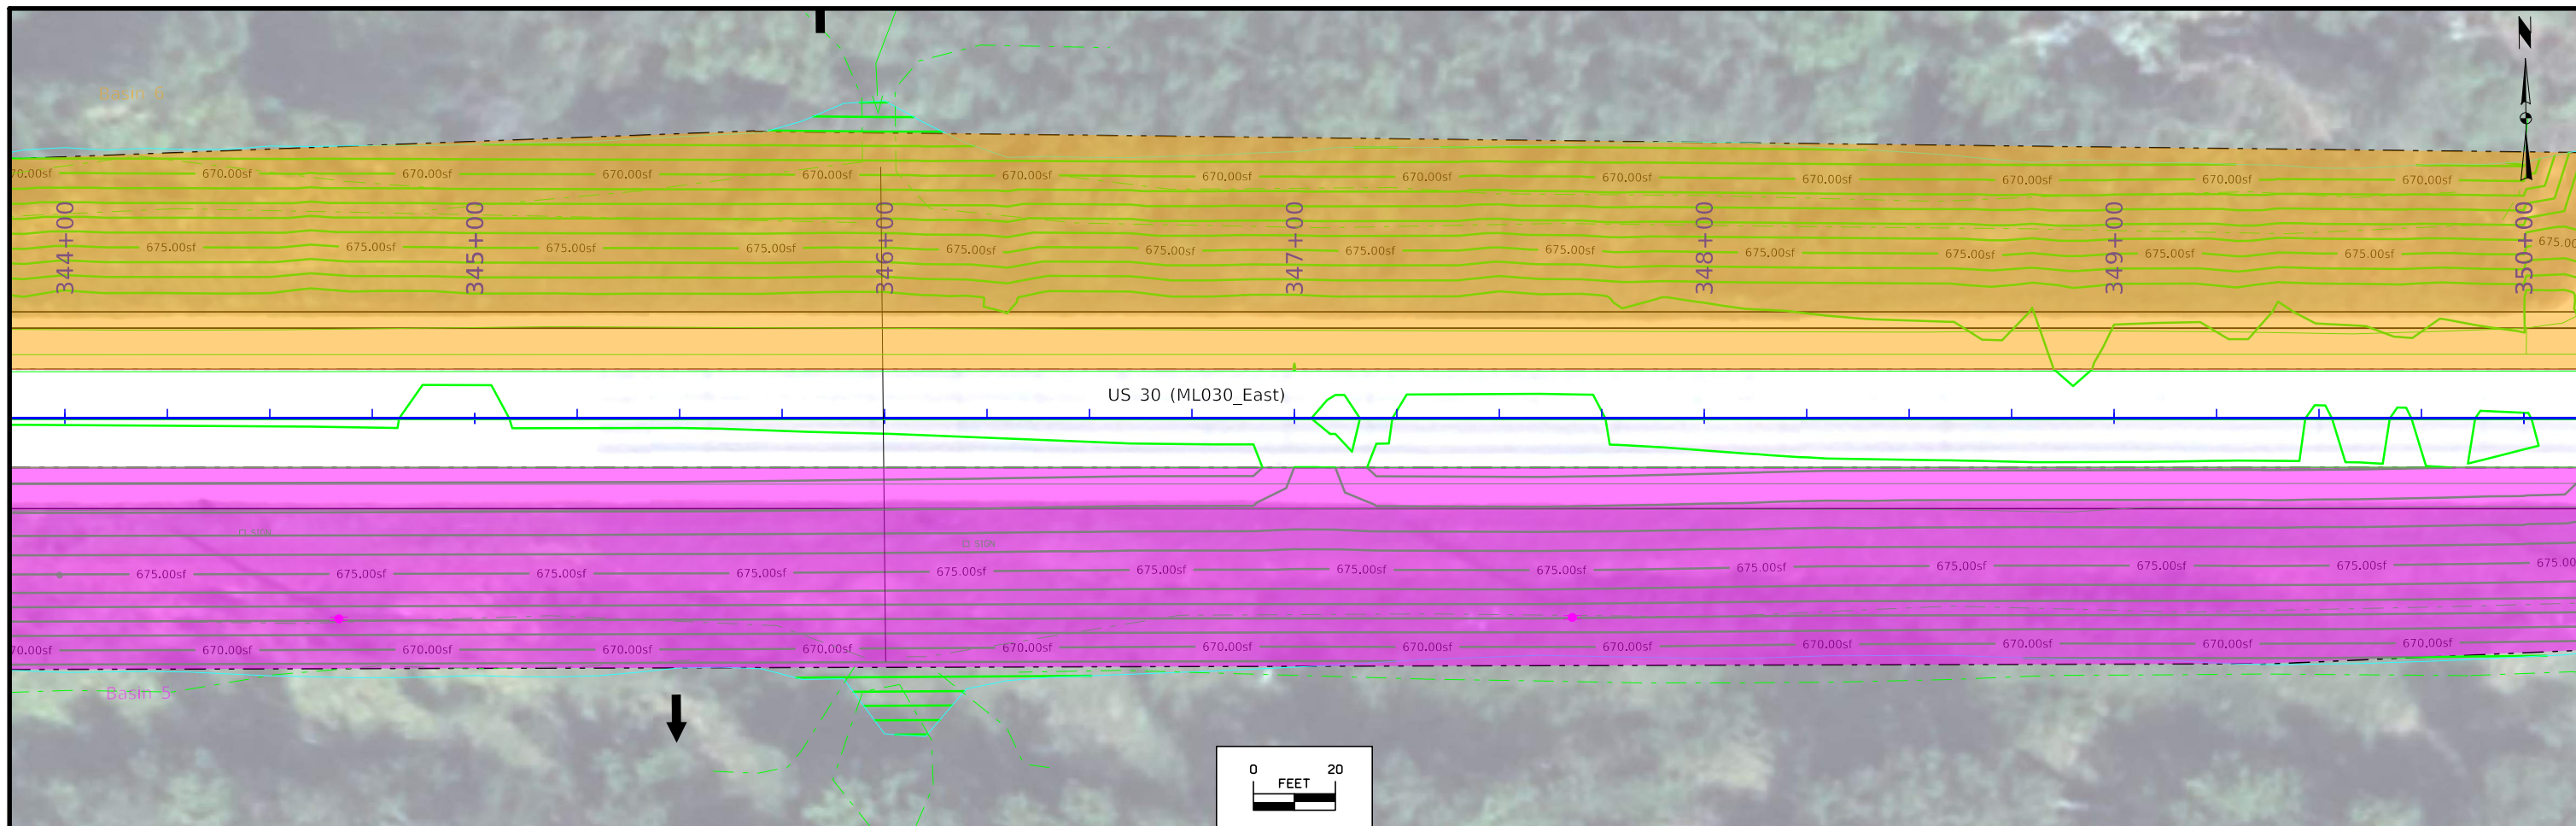 N
670.00sf 670.00sf 670.00sf 670.00sf 670.00sf 670.00sf 670.00sf 670.00sf 670.00sf 670.00sf 670.00sf 670.00sf
344+00 345+00 346+00 347+00 348+00 349+00 350+00
675.00sf 675.00sf 675.00sf 675.00sf 675.00sf 675.00sf 675.00sf 675.00sf 675.00sf 675.00sf 675.00sf 675.00
US 30 (ML030_East)
SIGN
SIGN
675.00sf 675.00sf 675.00sf 675.00sf 675.00sf 675.00sf 675.00sf 675.00sf 675.00sf 675.00sf 675.00sf 675.00sf 675.00
70.00sf 670.00sf 670.00sf 670.00sf 670.00sf 670.00sf 670.00sf 670.00sf 670.00sf 670.00sf 670.00sf 670.00sf 670.00sf
Basin 5
0 20
FEET